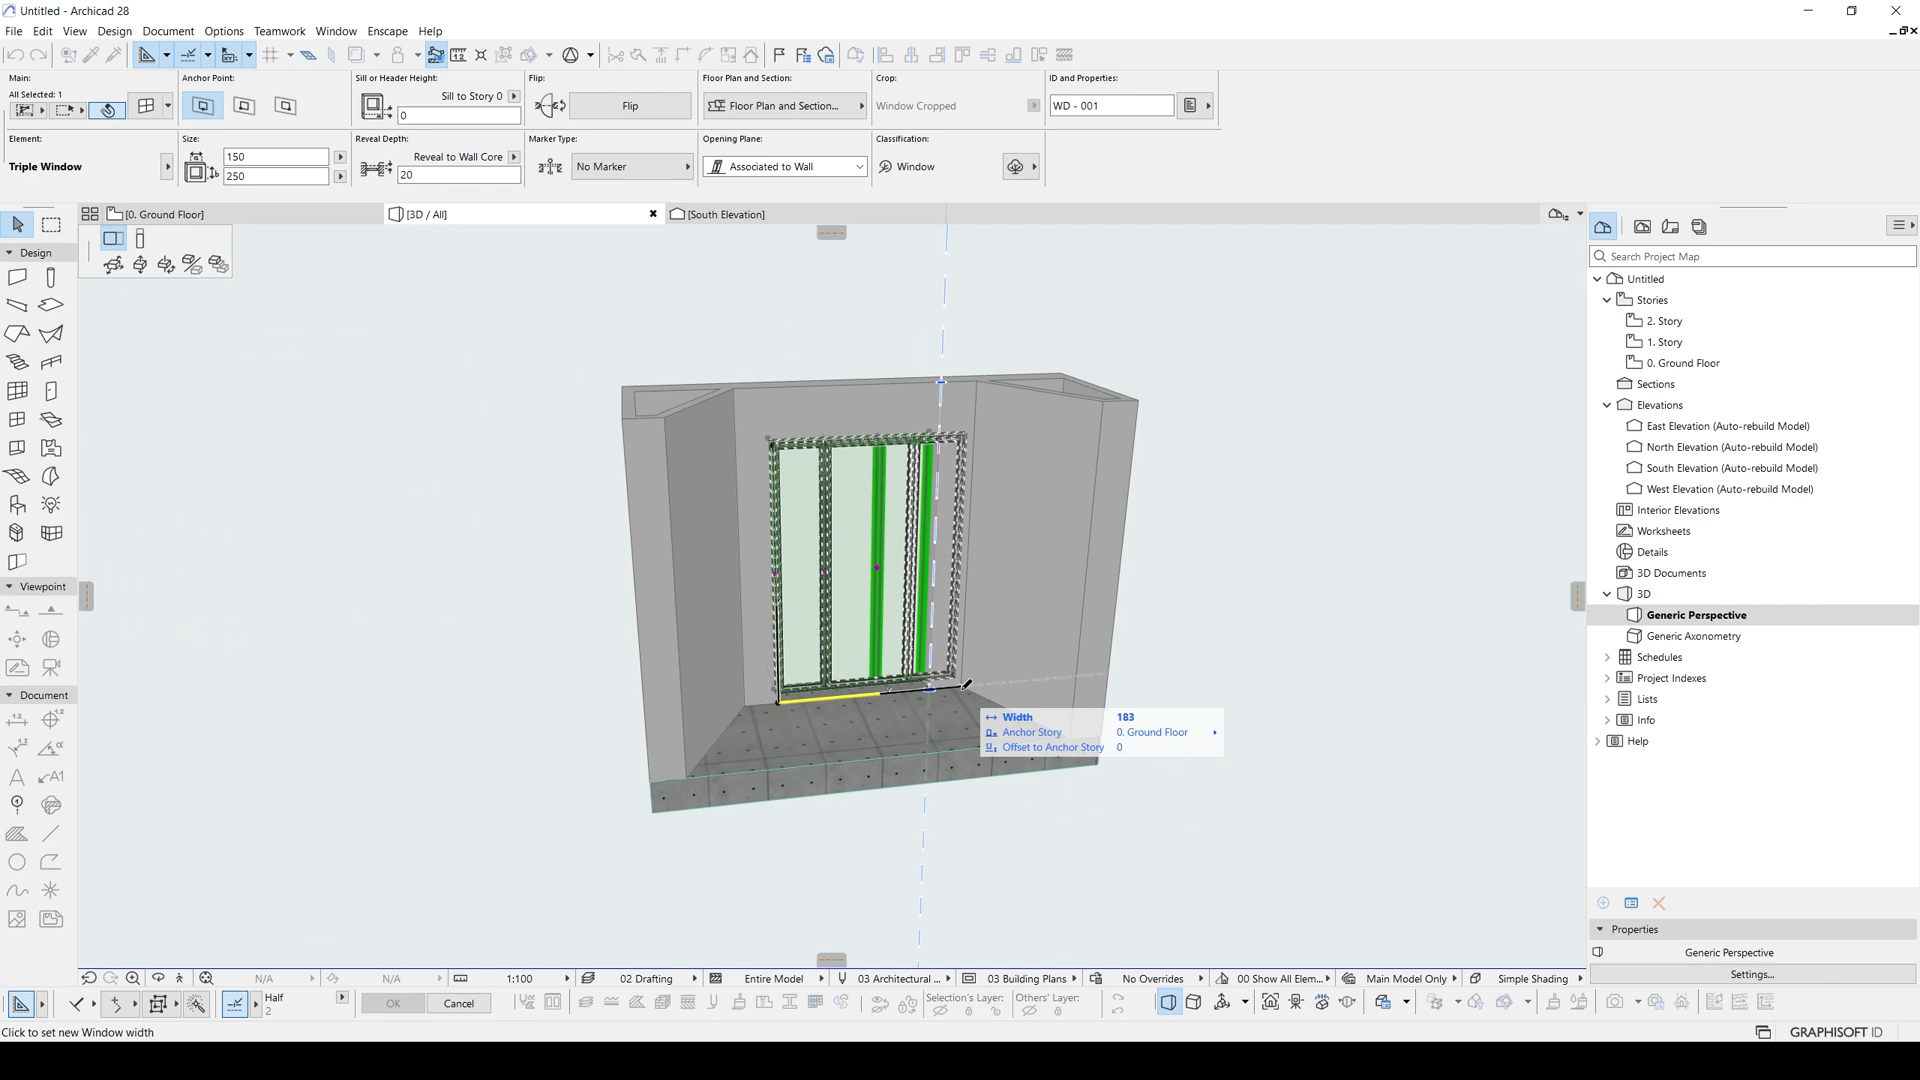 Untitled - Archicad 28
File Edit View Design Document Options Teamwork Window Enscape Help
Main:
All Selected: 1
Anchor Point:
Sill or Header Height:
Sill to Story 0
0
Flip:
Flip
Floor Plan and Section:
Floor Plan and Section...
Crop:
Window Cropped
ID and Properties:
WD - 001
Element:
Triple Window
Size:
150
250
Reveal Depth:
Reveal to Wall Core
20
Marker Type:
No Marker
Opening Plane:
Associated to Wall
Classification:
Window
[0. Ground Floor]
[3D / All]
[South Elevation]
Design
Viewpoint
Document
Width 183
Anchor Story 0. Ground Floor
Offset to Anchor Story 0
Search Project Map
Untitled
Stories
2. Story
1. Story
0. Ground Floor
Sections
Elevations
East Elevation (Auto-rebuild Model)
North Elevation (Auto-rebuild Model)
South Elevation (Auto-rebuild Model)
West Elevation (Auto-rebuild Model)
Interior Elevations
Worksheets
Details
3D Documents
3D
Generic Perspective
Generic Axonometry
Schedules
Project Indexes
Lists
Info
Help
Properties
Generic Perspective
Settings...
N/A N/A 1:100 02 Drafting Entire Model 03 Architectural ... 03 Building Plans No Overrides 00 Show All Elem... Main Model Only Simple Shading
Half
2
OK Cancel
Selection's Layer:
Others' Layer:
Click to set new Window width
GRAPHISOFT ID